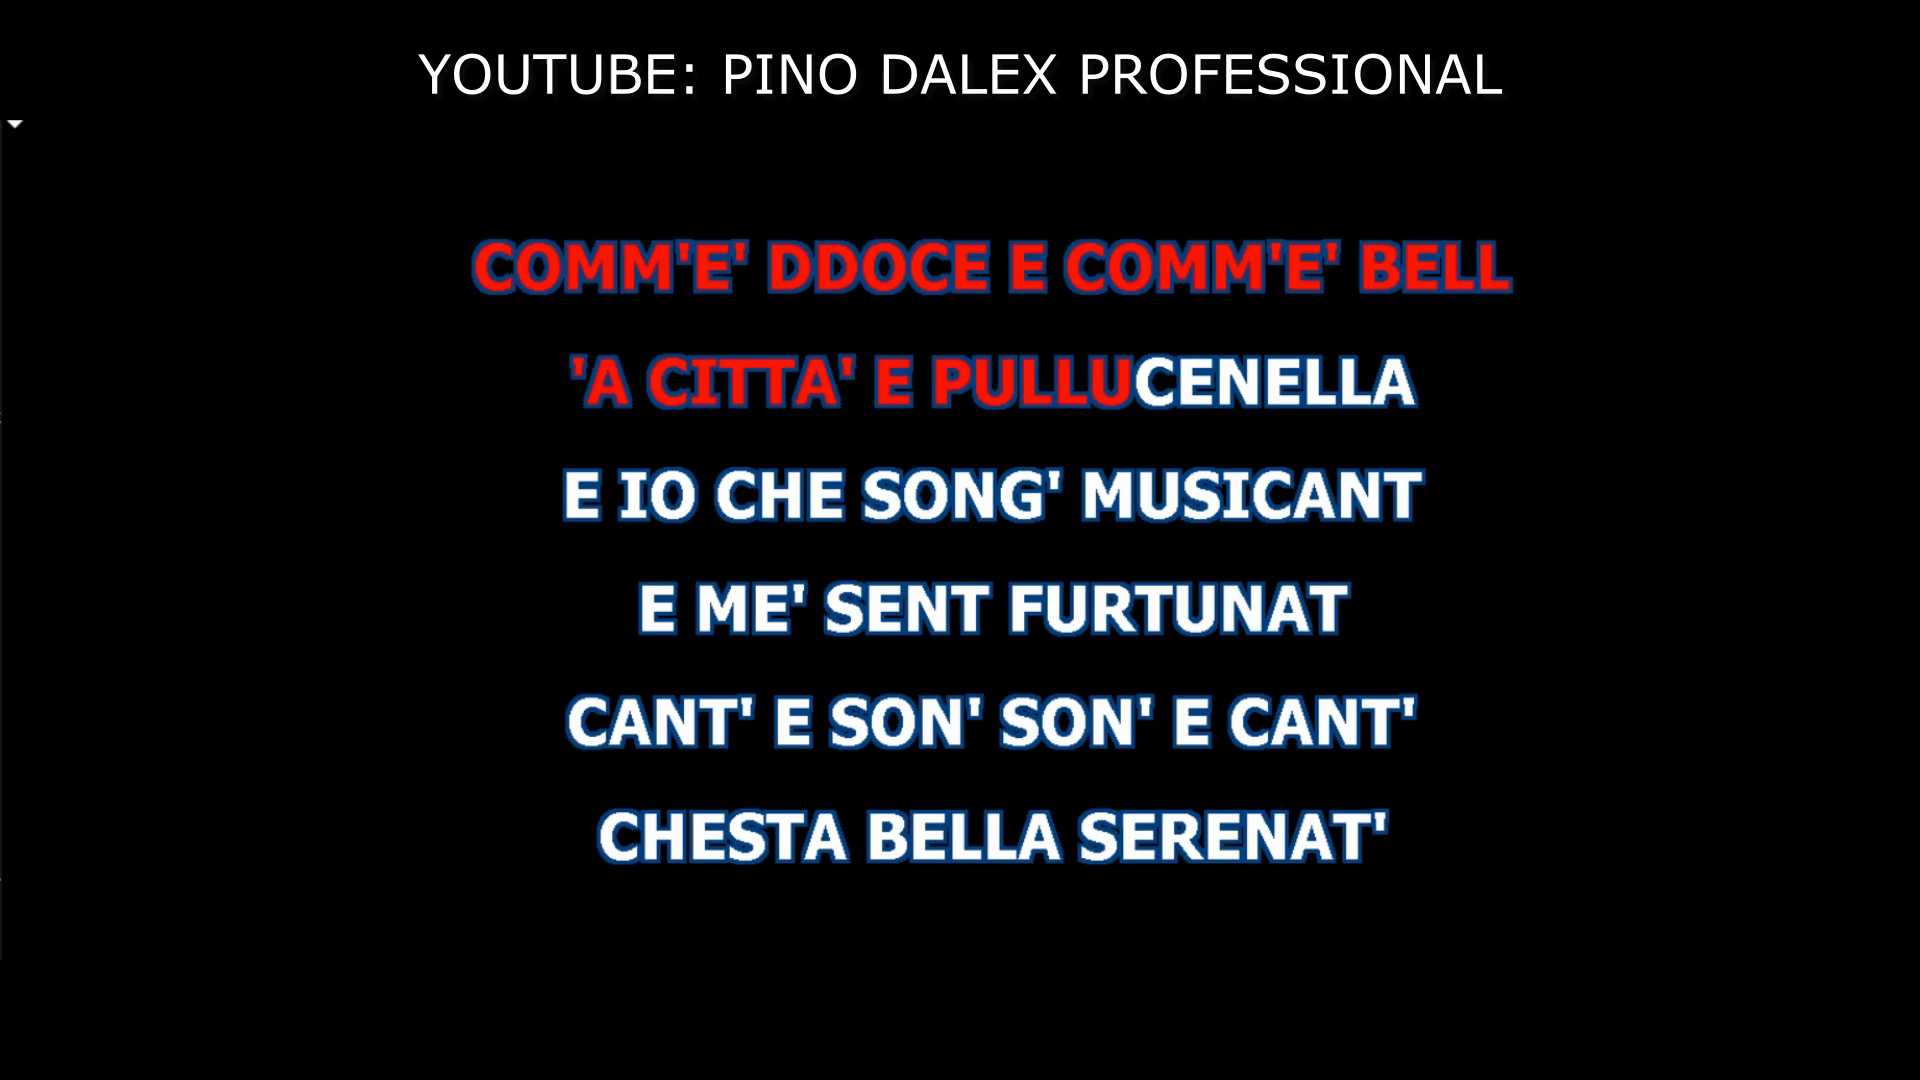 YOUTUBE: PINO DALEX PROFESSIONAL
COMM'E' DDOCE E COMM'E' BELL
'A CITTA' E PULLUCENELLA
E IO CHE SONG' MUSICANT
E ME' SENT FURTUNAT
CANT' E SON' SON' E CANT'
CHESTA BELLA SERENAT'